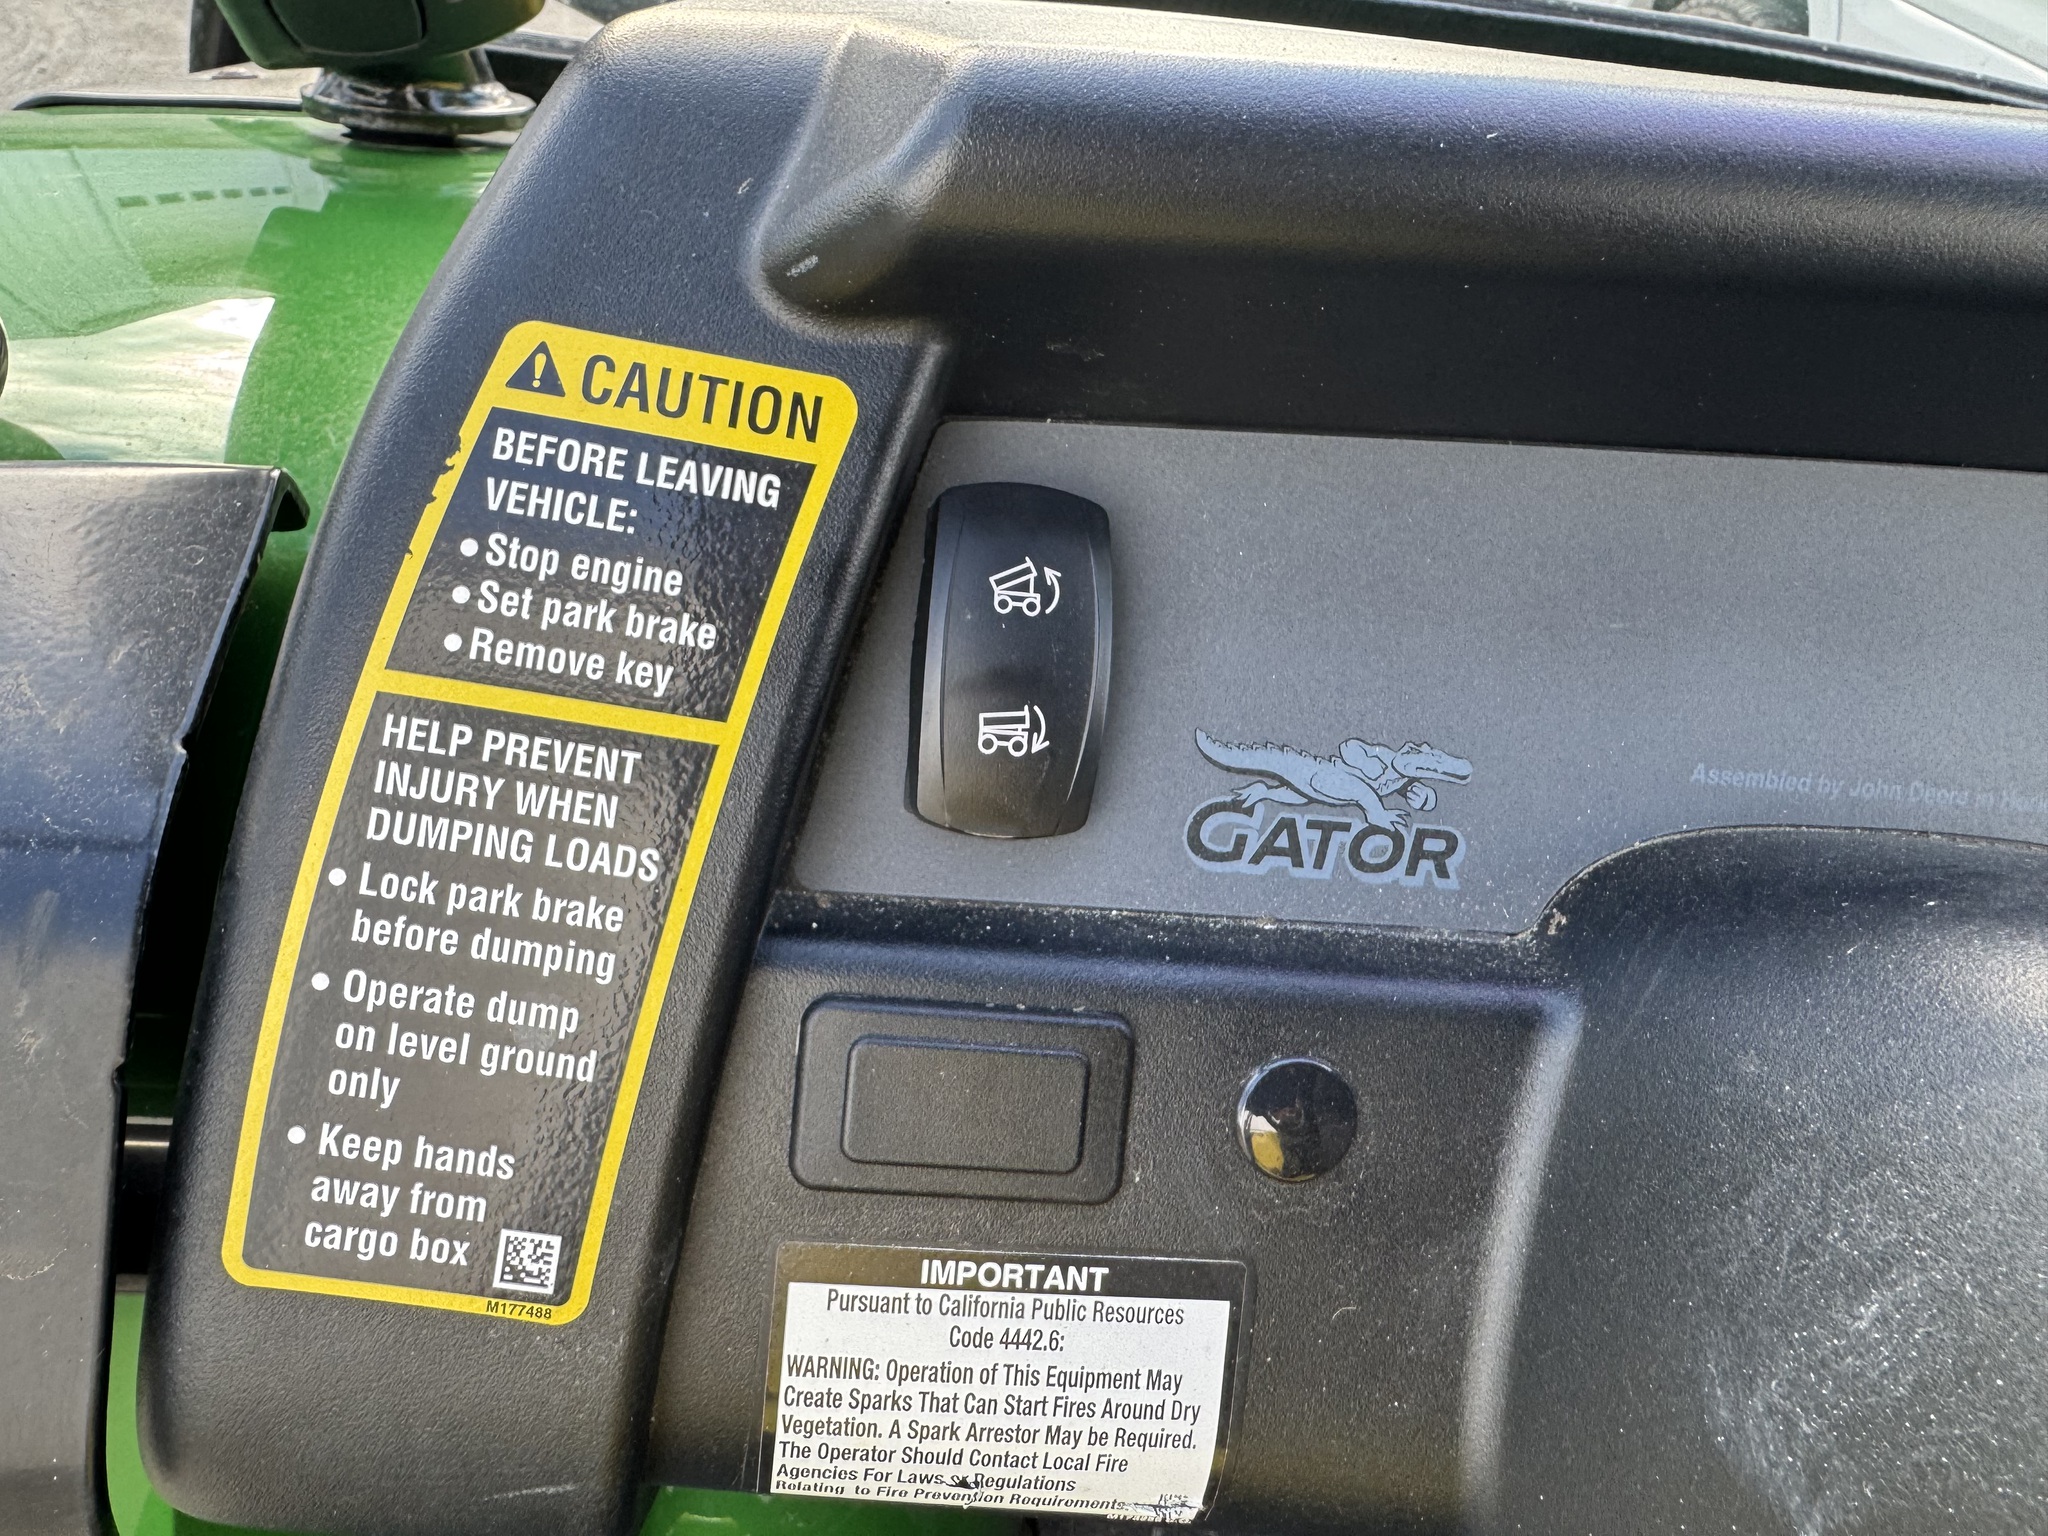 CAUTION
BEFORE LEAVING
VEHICLE:
• Stop engine
• Set park brake
• Remove key
HELP PREVENT
INJURY WHEN
DUMPING LOADS
• Lock park brake
before dumping
• Operate dump
on level ground
only
• Keep hands
away from
cargo box
M177488
GATOR
Assembled by John Deere in
IMPORTANT
Pursuant to California Public Resources
Code 4442.6:
WARNING: Operation of This Equipment May
Create Sparks That Can Start Fires Around Dry
Vegetation. A Spark Arrestor May be Required.
The Operator Should Contact Local Fire
Agencies For Laws or Regulations
Relating to Fire Prevention Requirements.